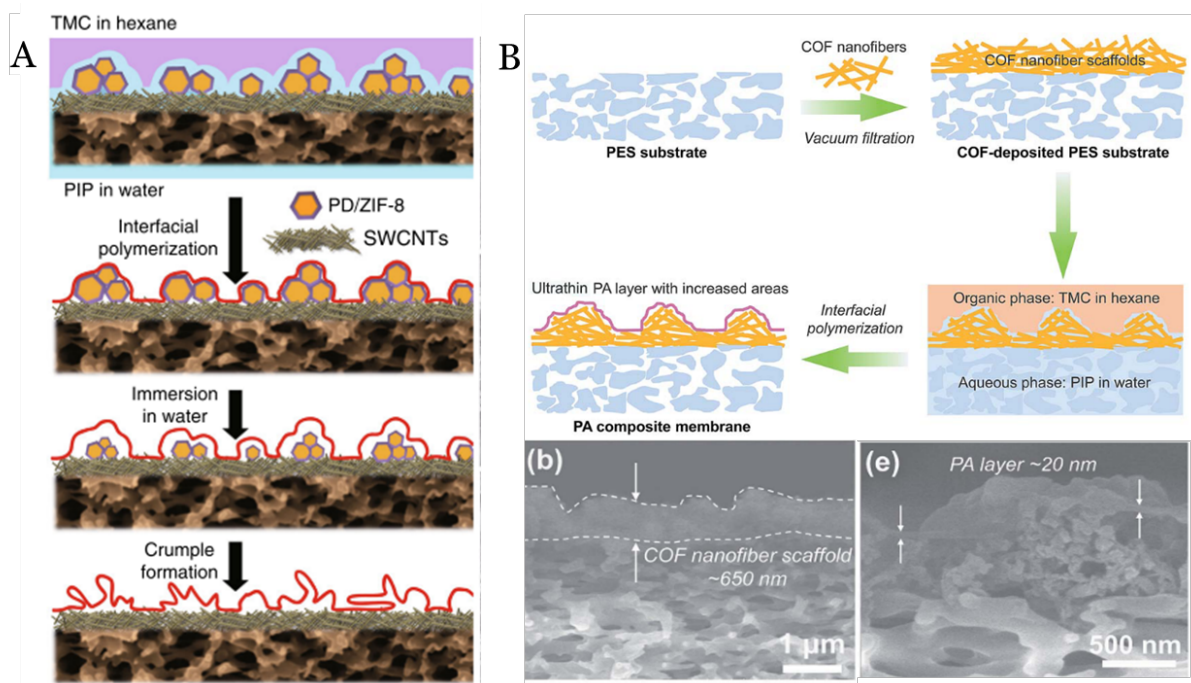 A
TMC in hexane
PIP in water
Interfacial
polymerization
PD/ZIF-8
SWCNTs
Immersion
in water
Crumple
formation
B
COF nanofibers
Vacuum filtration
PES substrate
COF nanofiber scaffolds
COF-deposited PES substrate
Organic phase: TMC in hexane
Aqueous phase: PIP in water
Interfacial
polymerization
Ultrathin PA layer with increased areas
PA composite membrane
(b)
COF nanofiber scaffold
~650 nm
1 μm
(e)
PA layer ~20 nm
500 nm